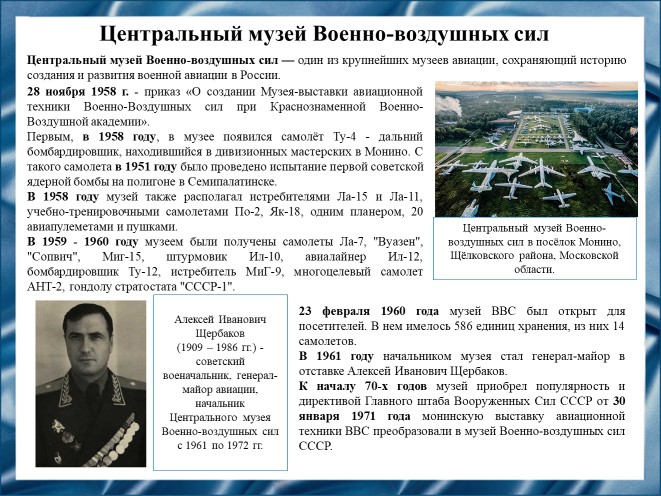 Центральный музей Военно-воздушных сил
Центральный музей Военно-воздушных сил — один из крупнейших музеев авиации, сохраняющий историю
создания и развития военной авиации в России.
28 ноября 1958 г. - приказ «О создании Музея-выставки авиационной
техники Военно-Воздушных сил при Краснознаменной Военно-
Воздушной академии».
Первым, в 1958 году, в музее появился самолёт Ту-4 - дальний
бомбардировщик, находившийся в дивизионных мастерских в Монино. С
такого самолета в 1951 году было проведено испытание первой советской
ядерной бомбы на полигоне в Семипалатинске.
В 1958 году музей также располагал истребителями Ла-15 и Ла-11,
учебно-тренировочными самолетами По-2, Як-18, одним планером, 20
авиапулеметами и пушками.
В 1959 - 1960 году музеем были получены самолеты Ла-7, "Вуазен",
"Сопвич", Миг-15, штурмовик Ил-10, авиалайнер Ил-12,
бомбардировщик Ту-12, истребитель МиГ-9, многоцелевый самолет
АНТ-2, гондолу стратостата "СССР-1".
Центральный музей Военно-
воздушных сил в посёлок Монино,
Щёлковского района, Московской
области.
Алексей Иванович
Щербаков
(1909 – 1986 гг.) -
советский
военачальник, генерал-
майор авиации,
начальник
Центрального музея
Военно-воздушных сил
с 1961 по 1972 гг.
23 февраля 1960 года музей ВВС был открыт для
посетителей. В нем имелось 586 единиц хранения, из них 14
самолетов.
В 1961 году начальником музея стал генерал-майор в
отставке Алексей Иванович Щербаков.
К началу 70-х годов музей приобрел популярность и
директивой Главного штаба Вооруженных Сил СССР от 30
января 1971 года монинскую выставку авиационной
техники ВВС преобразовали в музей Военно-воздушных сил
СССР.